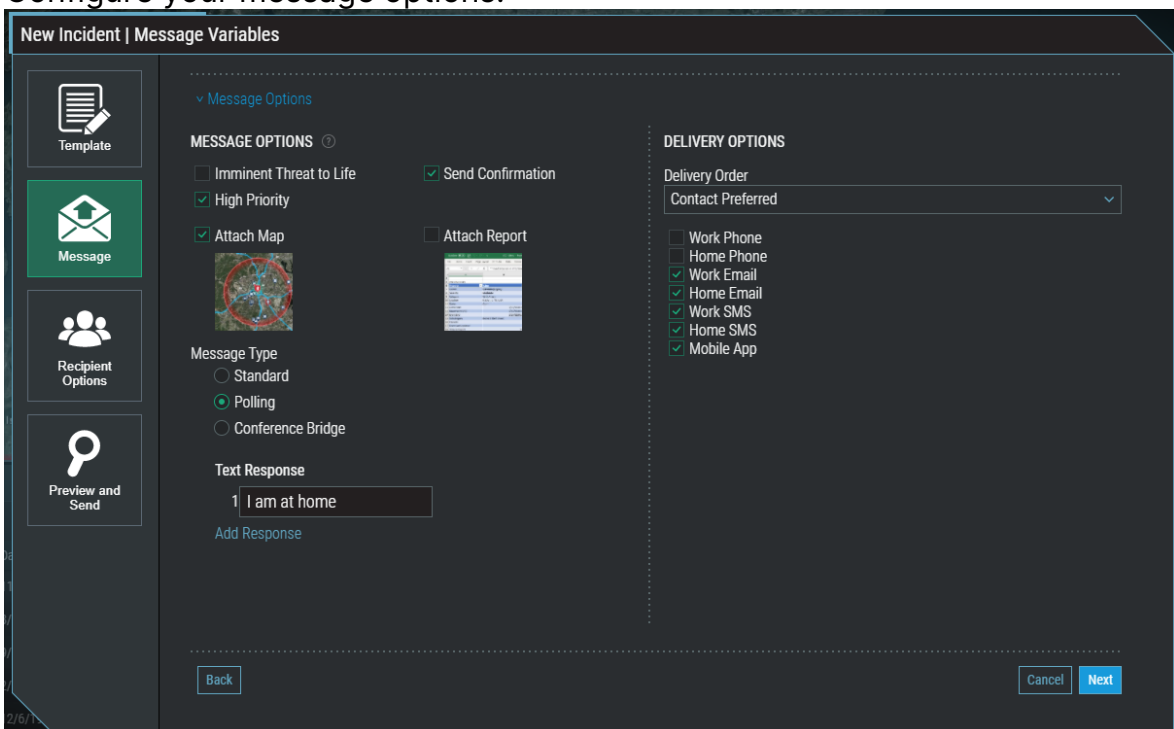 Configure your message options.
New Incident | Message Variables
Template
Message
Recipient
Options
Preview and
Send
Message Options
MESSAGE OPTIONS
Imminent Threat to Life
Send Confirmation
High Priority
Attach Map
Attach Report
Message Type
Standard
Polling
Conference Bridge
Text Response
1 I am at home
Add Response
DELIVERY OPTIONS
Delivery Order
Contact Preferred
Work Phone
Home Phone
Work Email
Home Email
Work SMS
Home SMS
Mobile App
Back
Cancel
Next